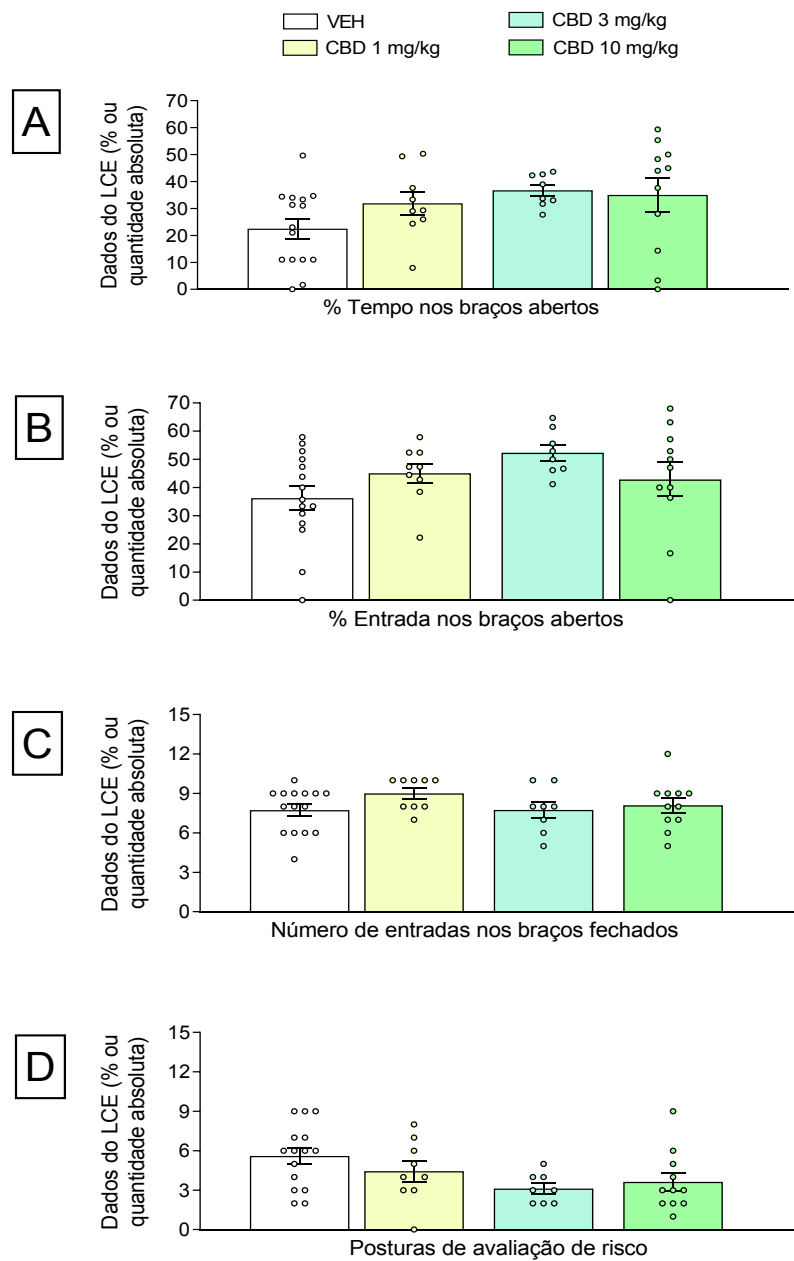 VEH
CBD 3 mg/kg
CBD 1 mg/kg
CBD 10 mg/kg
A
Dados do LCE (% ou
quantidade absoluta)
70
60
50
40
30
20
10
0
% Tempo nos braços abertos
B
Dados do LCE (% ou
quantidade absoluta)
70
60
50
40
30
20
10
0
% Entrada nos braços abertos
C
Dados do LCE (% ou
quantidade absoluta)
15
12
9
6
3
0
Número de entradas nos braços fechados
D
Dados do LCE (% ou
quantidade absoluta)
15
12
9
6
3
0
Posturas de avaliação de risco